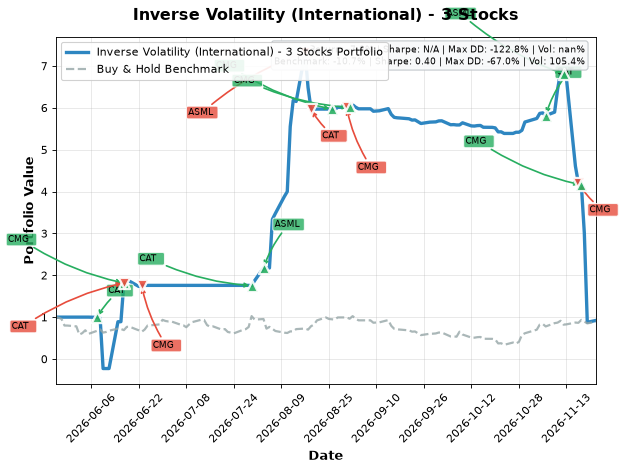 Inverse Volatility (International) - 3 Stocks
ASML
Inverse Volatility (International) - 3 Stocks Portfolio
Buy & Hold Benchmark
Sharpe: N/A | Max DD: -122.8% | Vol: nan%
Benchmark: -10.7% | Sharpe: 0.40 | Max DD: -67.0% | Vol: 105.4%
CMG
ASML
CAT
CMG
CMG
CMG
ASML
CMG
CAT
CAT
CAT
CMG
Portfolio Value
7
6
5
4
3
2
1
0
2026-06-06
2026-06-22
2026-07-08
2026-07-24
2026-08-09
2026-08-25
2026-09-10
2026-09-26
2026-10-12
2026-10-28
2026-11-13
Date